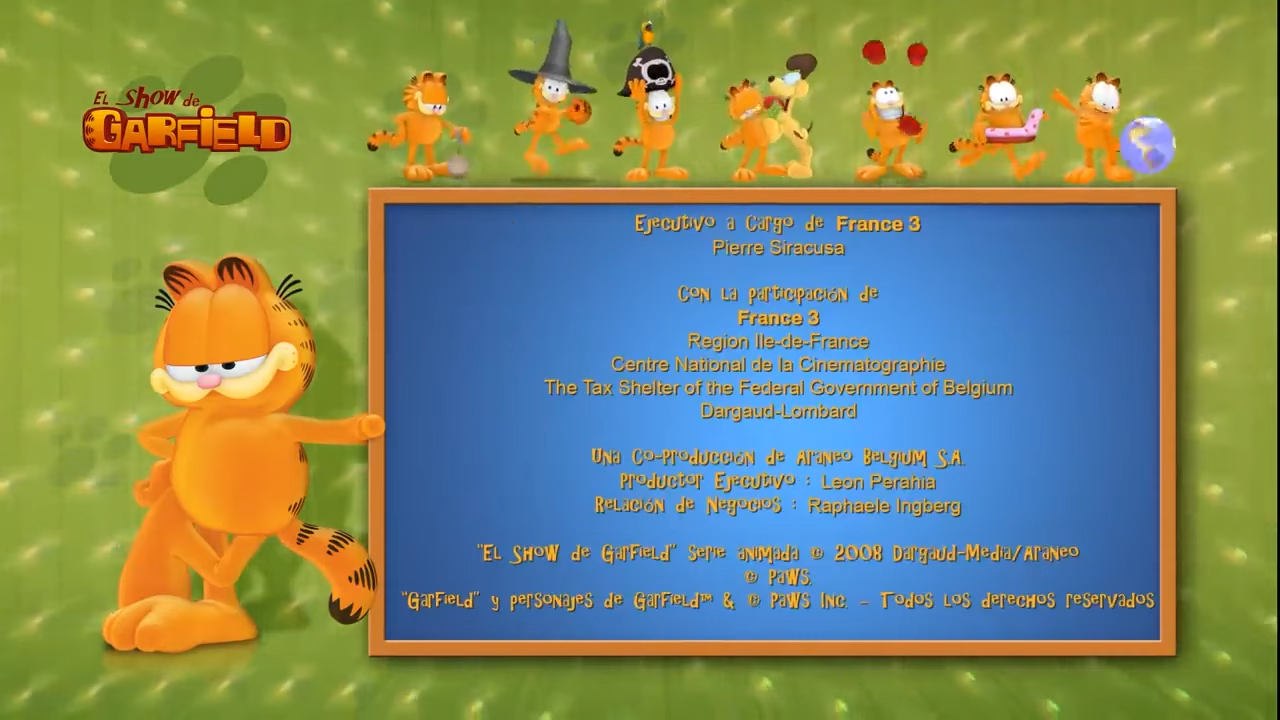 EL SHOW de
GARFIELD
Ejecutivo a Cargo de France 3
Pierre Siracusa
Con la participación de
France 3
Region Ile-de-France
Centre National de la Cinematographie
The Tax Shelter of the Federal Government of Belgium
Dargaud-Lombard
Una Co-Producción de Araneo Belgium S.A.
Productor Ejecutivo : Leon Perahia
Relación de Negocios : Raphaele Ingberg
"El Show de Garfield" Serie animada © 2008 Dargaud-Media/Araneo
© Paws.
"Garfield" y personajes de Garfield™ & © Paws Inc. - Todos los derechos reservados